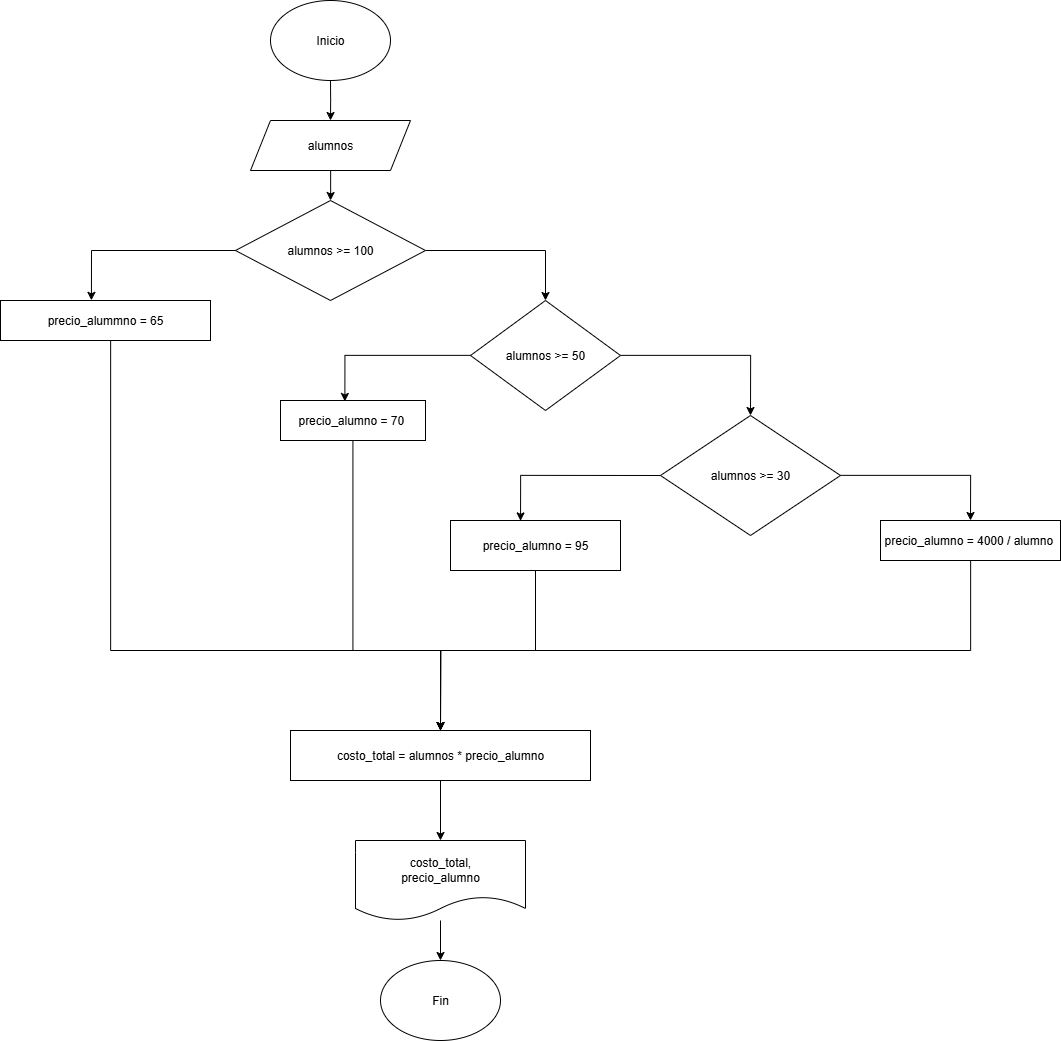 Inicio
alumnos
alumnos >= 100
precio_alummno = 65
alumnos >= 50
precio_alumno = 70
alumnos >= 30
precio_alumno = 95
precio_alumno = 4000 / alumno
costo_total = alumnos * precio_alumno
costo_total,
precio_alumno
Fin